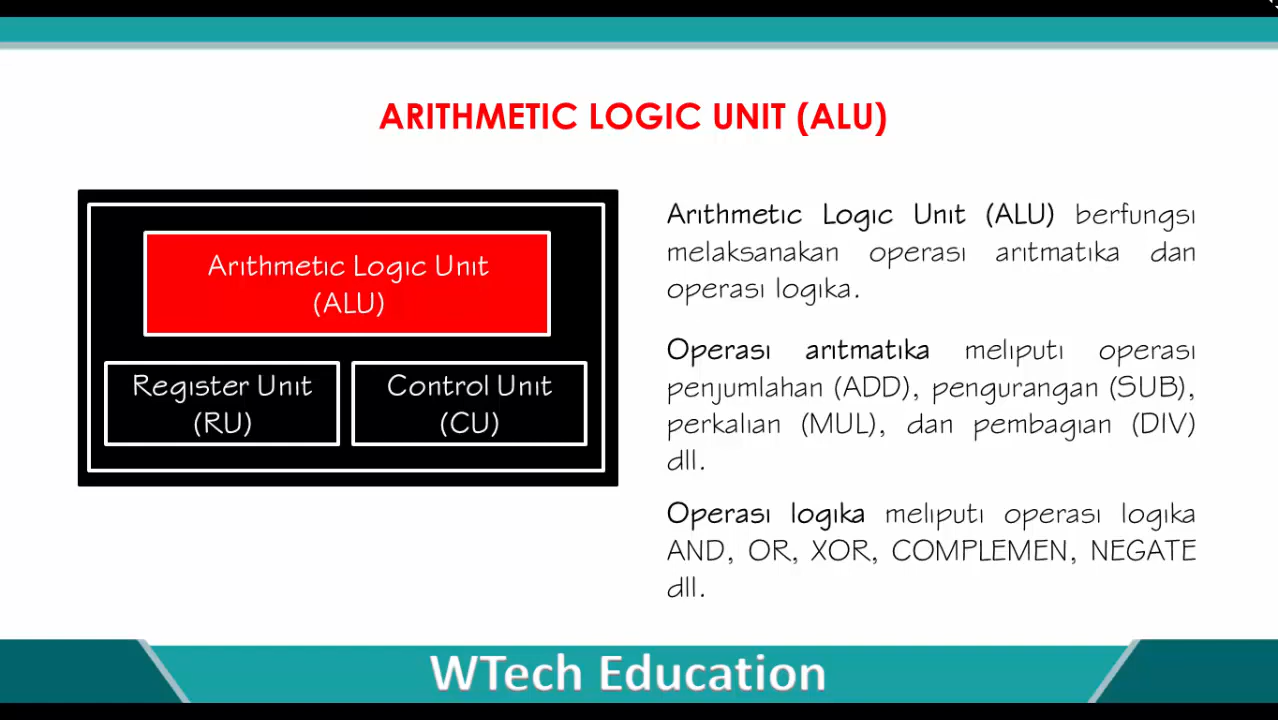 ARITHMETIC LOGIC UNIT (ALU)
Arithmetic Logic Unit
(ALU)
Register Unit
(RU)
Control Unit
(CU)
Arithmetic Logic Unit (ALU) berfungsi
melaksanakan operasi aritmatika dan
operasi logika.
Operasi aritmatika meliputi operasi
penjumlahan (ADD), pengurangan (SUB),
perkalian (MUL), dan pembagian (DIV)
dll.
Operasi logika meliputi operasi logika
AND, OR, XOR, COMPLEMEN, NEGATE
dll.
WTech Education